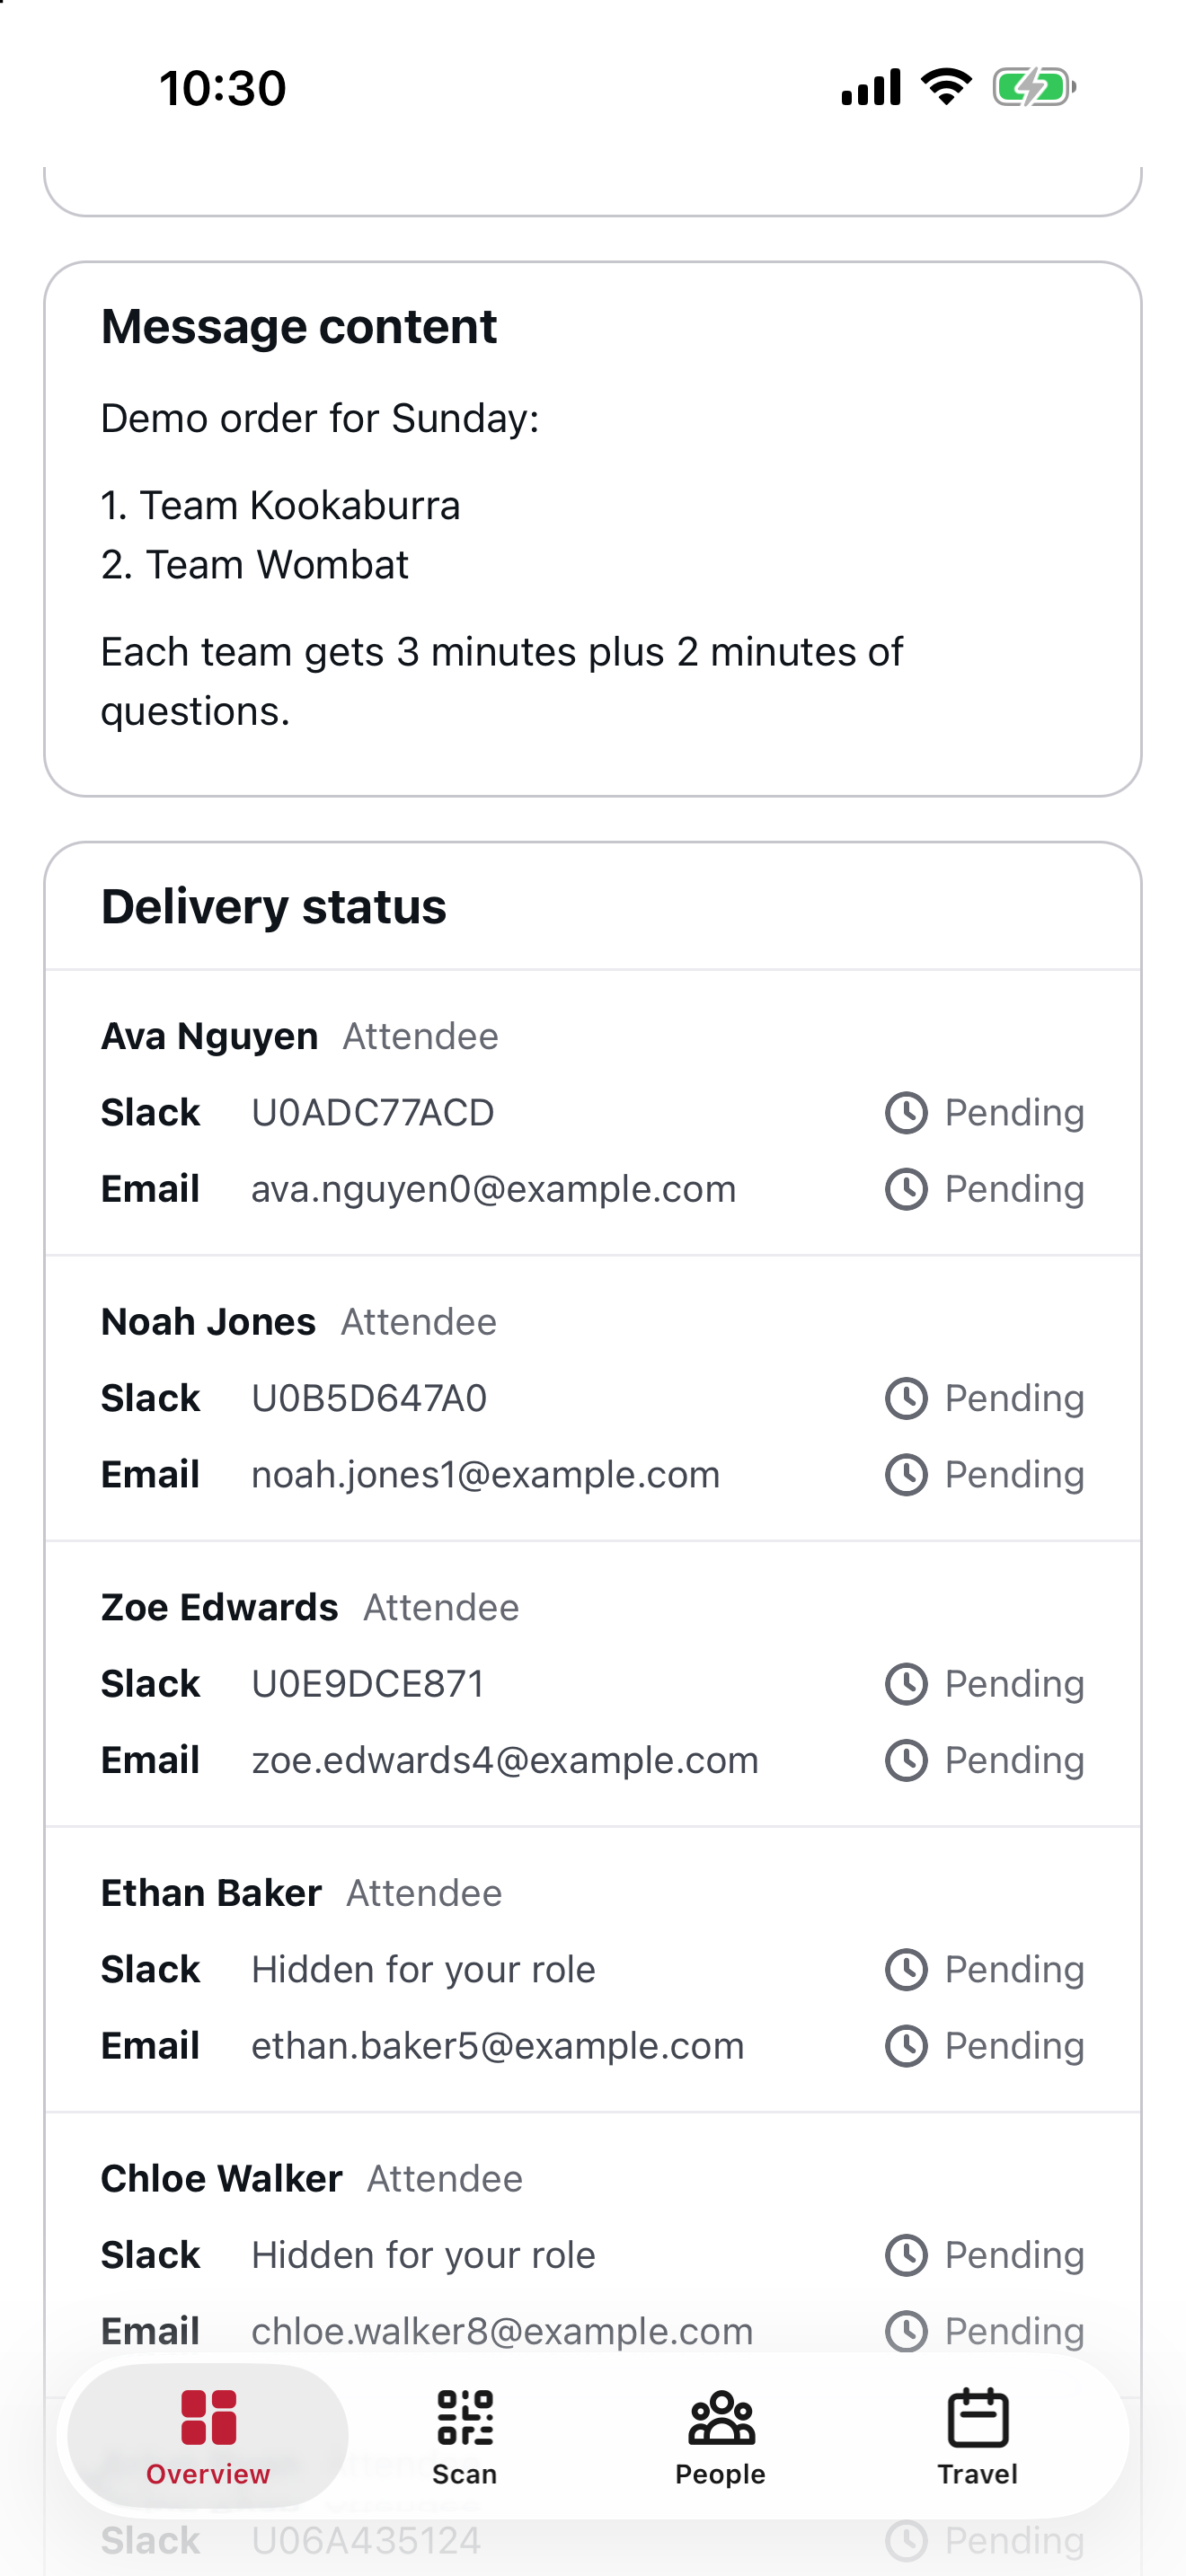 10:30
Message content
Demo order for Sunday:
1. Team Kookaburra
2. Team Wombat
Each team gets 3 minutes plus 2 minutes of
questions.
Delivery status
Ava Nguyen Attendee
Slack U0ADC77ACD Pending
Email ava.nguyen0@example.com Pending
Noah Jones Attendee
Slack U0B5D647A0 Pending
Email noah.jones1@example.com Pending
Zoe Edwards Attendee
Slack U0E9DCE871 Pending
Email zoe.edwards4@example.com Pending
Ethan Baker Attendee
Slack Hidden for your role Pending
Email ethan.baker5@example.com Pending
Chloe Walker Attendee
Slack Hidden for your role Pending
Email chloe.walker8@example.com Pending
Overview Scan People Travel
Slack U06A435124 Pending